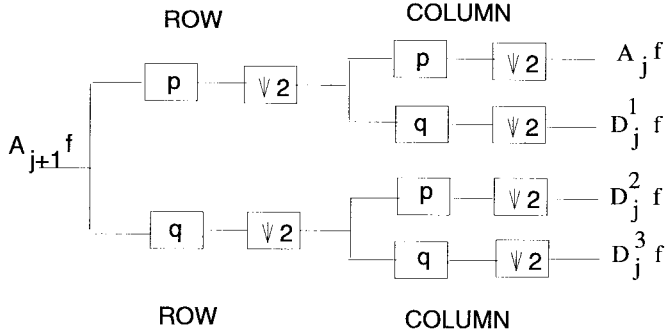 ROW COLUMN
p ↓2 p ↓2 A_j f
q ↓2 D_j^1 f
A_{j+1} f
p ↓2 D_j^2 f
q ↓2 q ↓2 D_j^3 f
ROW COLUMN